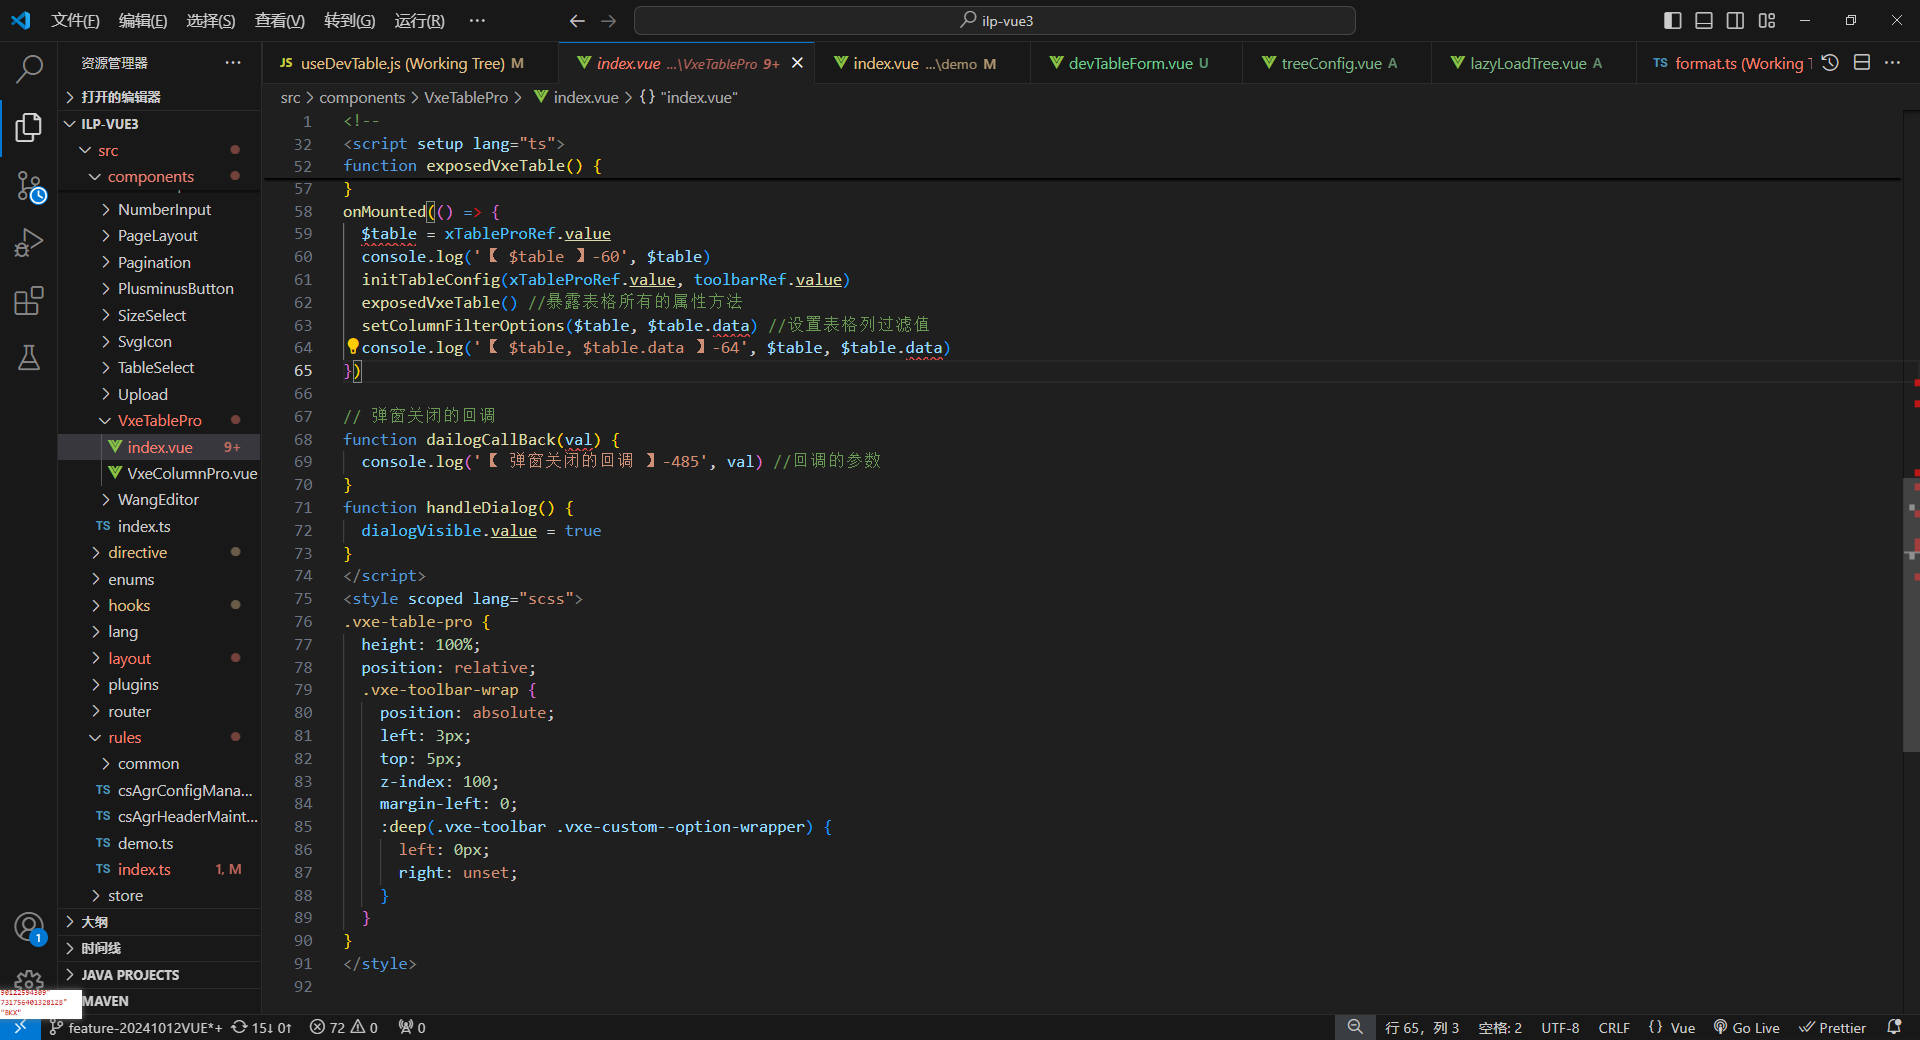 文件(F) 编辑(E) 选择(S) 查看(V) 转到(G) 运行(R) ··· ilp-vue3
资源管理器 ···
打开的编辑器
ILP-VUE3
src
components
NumberInput
PageLayout
Pagination
PlusminusButton
SizeSelect
SvgIcon
TableSelect
Upload
VxeTablePro
index.vue 9+
VxeColumnPro.vue
WangEditor
TS index.ts
directive
enums
hooks
lang
layout
plugins
router
rules
common
TS csAgrConfigMana...
TS csAgrHeaderMaint...
TS demo.ts
TS index.ts 1, M
store
大纲
时间线
JAVA PROJECTS
MAVEN
JS useDevTable.js (Working Tree) M index.vue ...\VxeTablePro 9+ index.vue ...\demo M devTableForm.vue U treeConfig.vue A lazyLoadTree.vue A TS format.ts (Working T ···
src > components > VxeTablePro > index.vue > {} "index.vue"
1 <!--
32 <script setup lang="ts">
52 function exposedVxeTable() {
57 }
58 onMounted(() => {
59 $table = xTableProRef.value
60 console.log('【 $table 】-60', $table)
61 initTableConfig(xTableProRef.value, toolbarRef.value)
62 exposedVxeTable() //暴露表格所有的属性方法
63 setColumnFilterOptions($table, $table.data) //设置表格列过滤值
64 console.log('【 $table, $table.data 】-64', $table, $table.data)
65 })
66
67 // 弹窗关闭的回调
68 function dailogCallBack(val) {
69 console.log('【 弹窗关闭的回调 】-485', val) //回调的参数
70 }
71 function handleDialog() {
72 dialogVisible.value = true
73 }
74 </script>
75 <style scoped lang="scss">
76 .vxe-table-pro {
77 height: 100%;
78 position: relative;
79 .vxe-toolbar-wrap {
80 position: absolute;
81 left: 3px;
82 top: 5px;
83 z-index: 100;
84 margin-left: 0;
85 :deep(.vxe-toolbar .vxe-custom--option-wrapper) {
86 left: 0px;
87 right: unset;
88 }
89 }
90 }
91 </style>
92
1
731756401328128"
"BKX"
feature-20241012VUE*+ 15↓ 0↑ 72 0 0 行 65，列 3 空格: 2 UTF-8 CRLF {} Vue Go Live Prettier